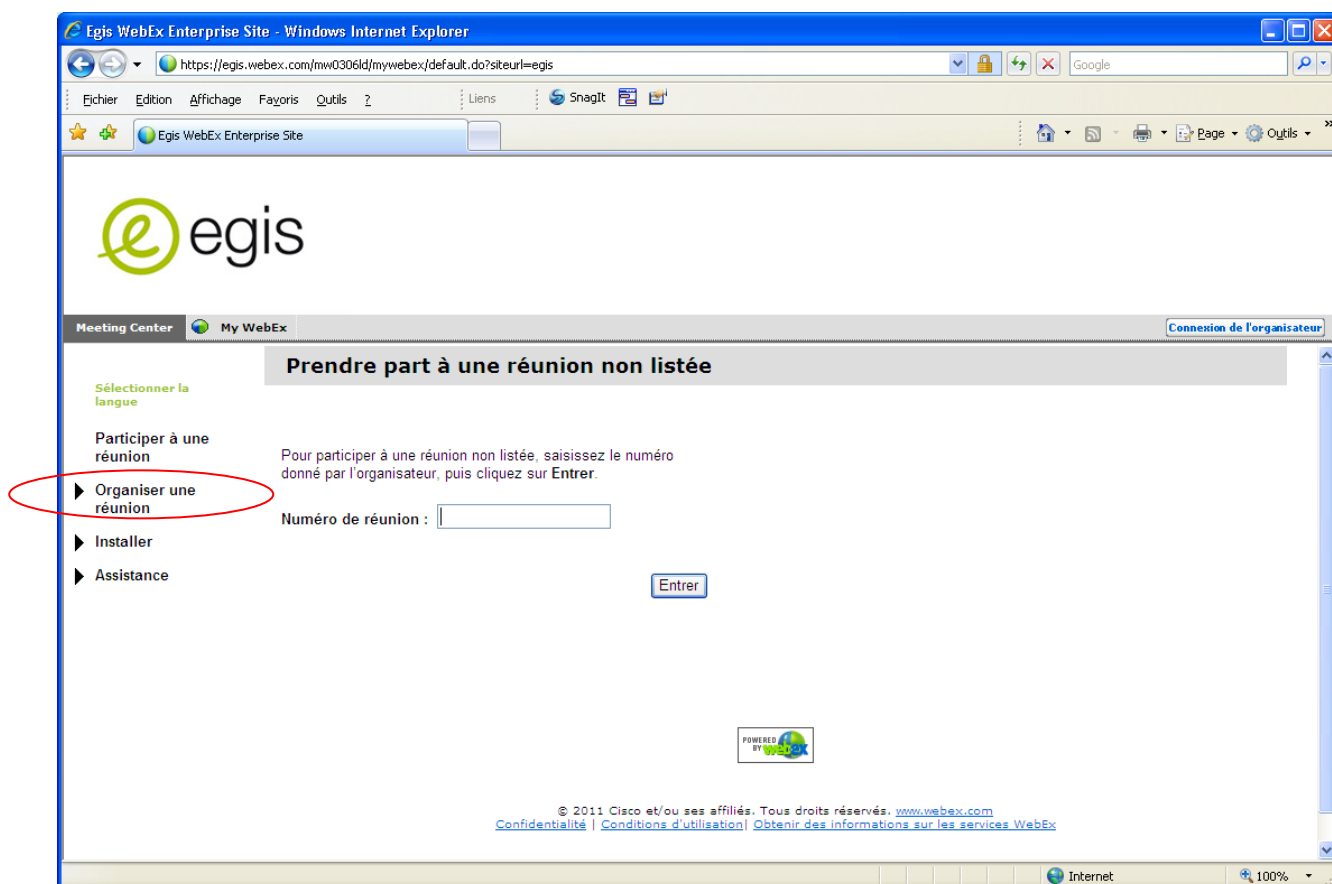 Egis WebEx Enterprise Site - Windows Internet Explorer
https://egis.webex.com/mw0306ld/mywebex/default.do?siteurl=egis
Google
Fichier Edition Affichage Favoris Outils ? Liens SnagIt
Egis WebEx Enterprise Site
Page Outils »
e egis
Meeting Center My WebEx Connexion de l'organisateur
Prendre part à une réunion non listée
Sélectionner la
langue
Participer à une
réunion
Organiser une
réunion
Installer
Assistance
Pour participer à une réunion non listée, saisissez le numéro
donné par l'organisateur, puis cliquez sur Entrer.
Numéro de réunion :
Entrer
POWERED
BY webex
© 2011 Cisco et/ou ses affiliés. Tous droits réservés. www.webex.com
Confidentialité | Conditions d'utilisation| Obtenir des informations sur les services WebEx
Internet 100%